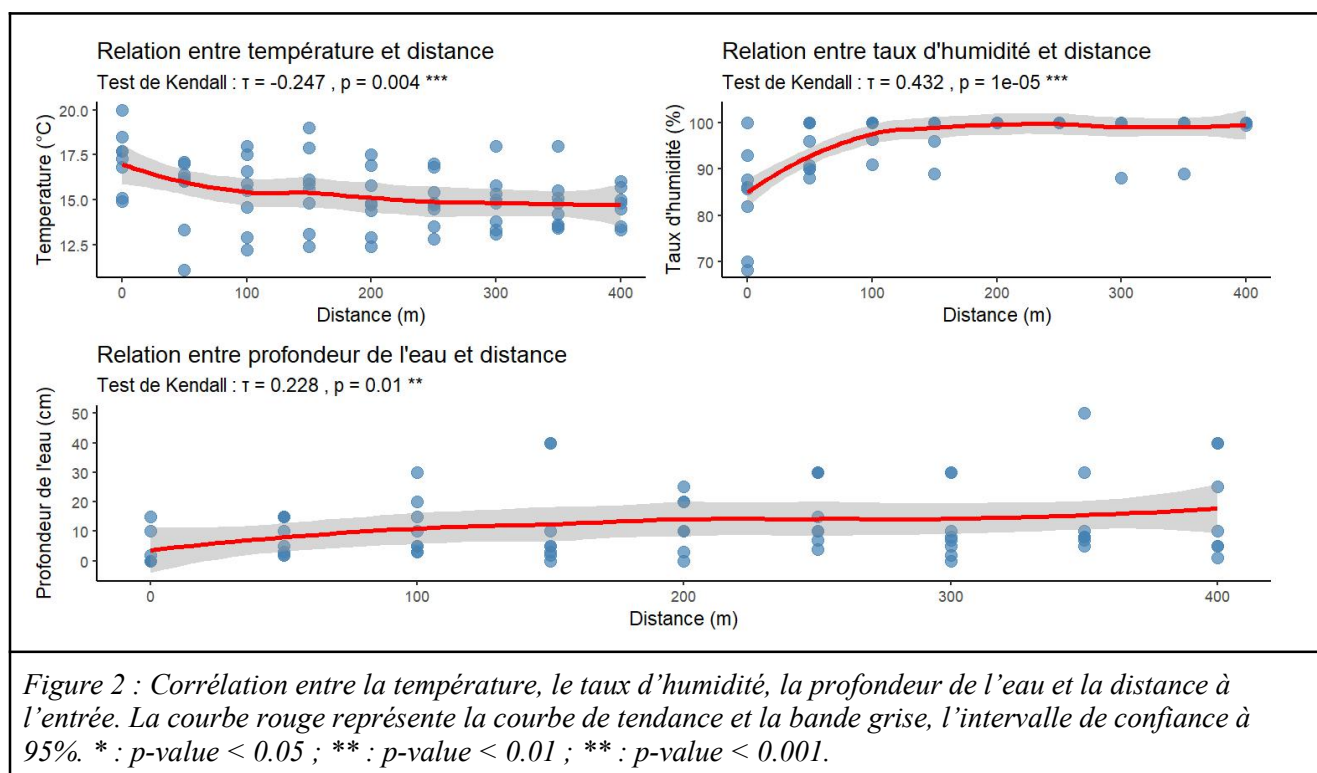 Relation entre température et distance
Test de Kendall : τ = -0.247 , p = 0.004 ***
20.0
17.5
15.0
12.5
Température (°C)
0 100 200 300 400
Distance (m)
Relation entre taux d'humidité et distance
Test de Kendall : τ = 0.432 , p = 1e-05 ***
100
90
80
70
Taux d'humidité (%)
0 100 200 300 400
Distance (m)
Relation entre profondeur de l'eau et distance
Test de Kendall : τ = 0.228 , p = 0.01 **
50
40
30
20
10
0
Profondeur de l'eau (cm)
0 100 200 300 400
Distance (m)
Figure 2 : Corrélation entre la température, le taux d’humidité, la profondeur de l’eau et la distance à
l’entrée. La courbe rouge représente la courbe de tendance et la bande grise, l’intervalle de confiance à
95%. * : p-value < 0.05 ; ** : p-value < 0.01 ; ** : p-value < 0.001.